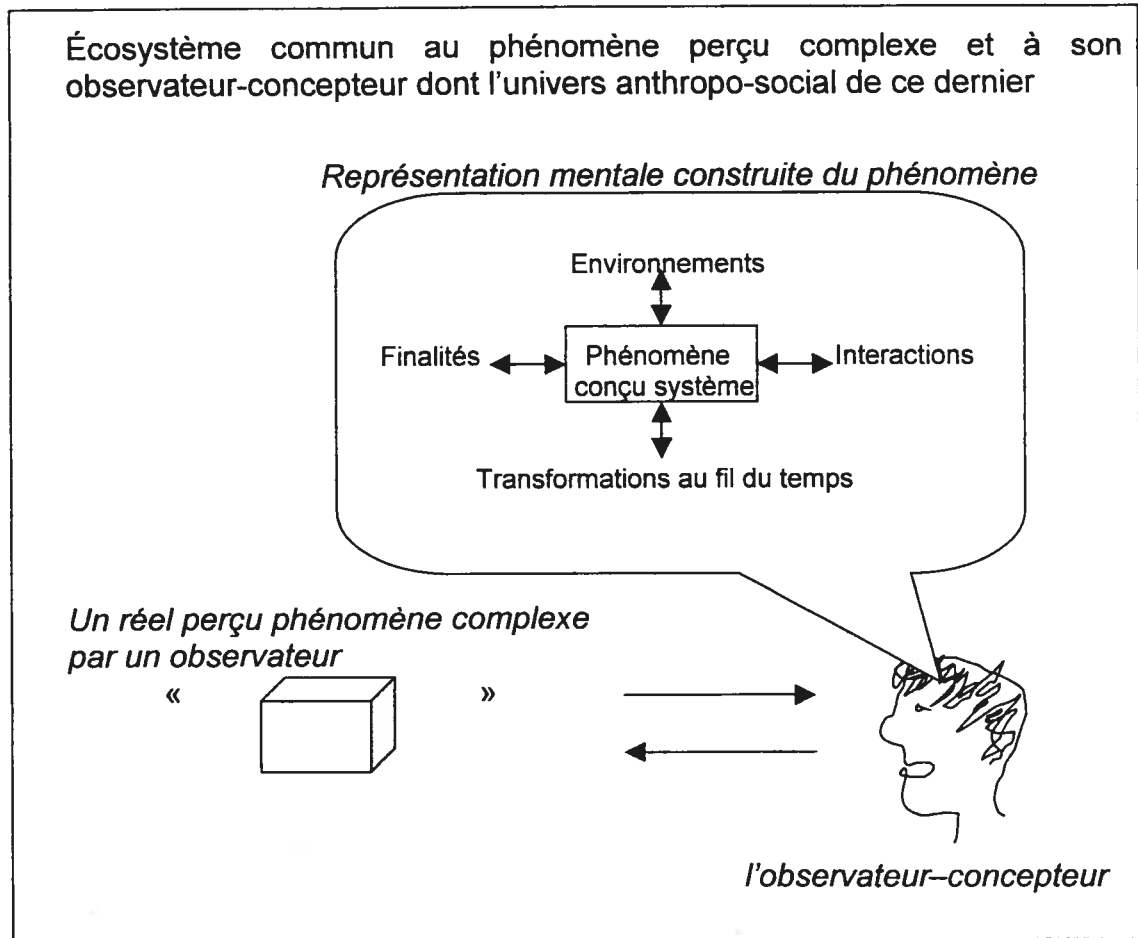 Écosystème commun au phénomène perçu complexe et à son
observateur-concepteur dont l'univers anthropo-social de ce dernier
Représentation mentale construite du phénomène
Environnements
Finalités
Phénomène
conçu système
Interactions
Transformations au fil du temps
Un réel perçu phénomène complexe
par un observateur
« »
l'observateur–concepteur